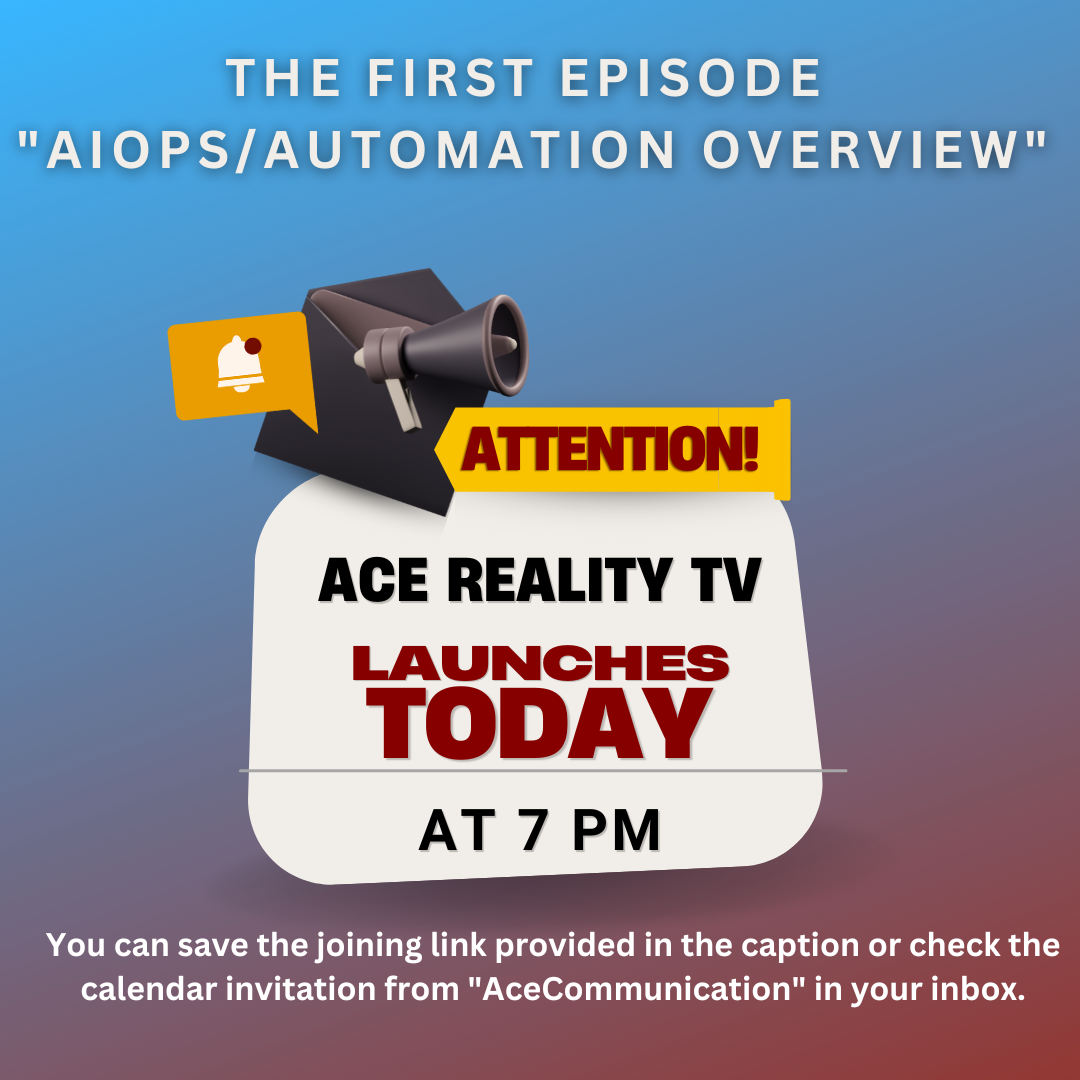 THE FIRST EPISODE
"AIOPS/AUTOMATION OVERVIEW"
ATTENTION!
ACE REALITY TV
LAUNCHES
TODAY
AT 7 PM
You can save the joining link provided in the caption or check the
calendar invitation from "AceCommunication" in your inbox.